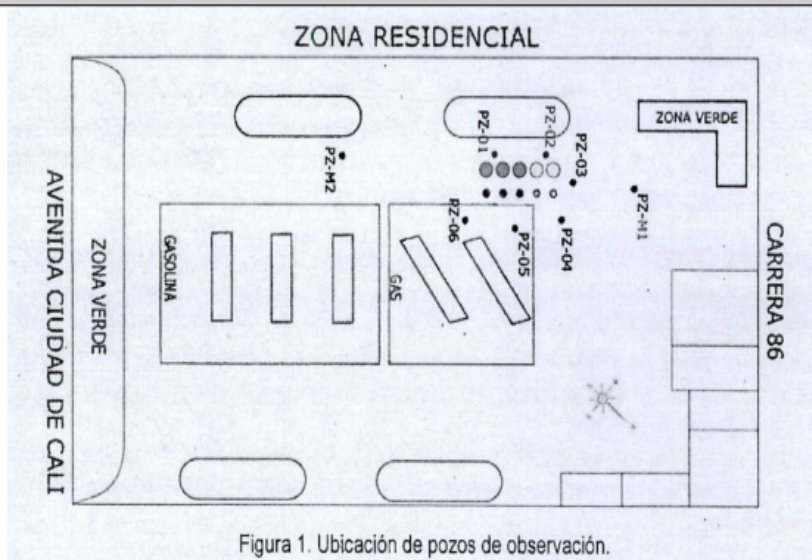 ZONA RESIDENCIAL
ZONA VERDE
PZ-01
PZ-02
PZ-03
PZ-M2
PZ-M1
AVENIDA CIUDAD DE CALI
ZONA VERDE
GASOLINA
PZ-06
GAS
PZ-05
PZ-04
CARRERA 86
Figura 1. Ubicación de pozos de observación.